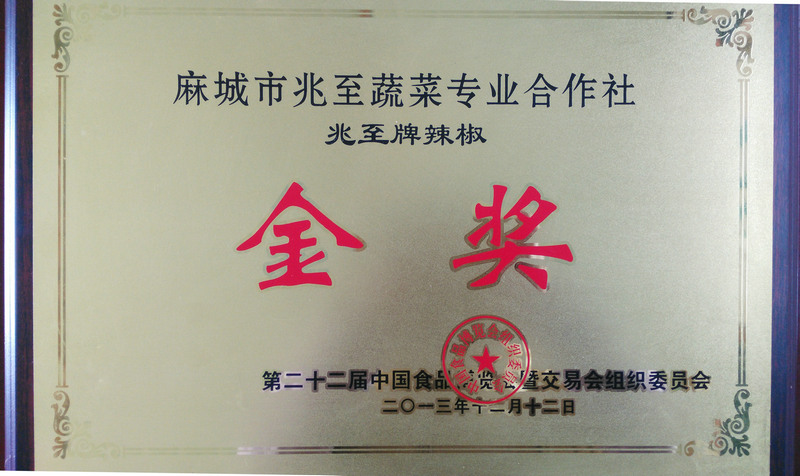 麻城市兆至蔬菜专业合作社
兆至牌辣椒
金奖
第二十二届中国食品博览会暨交易会组织委员会
二〇一三年十二月十二日